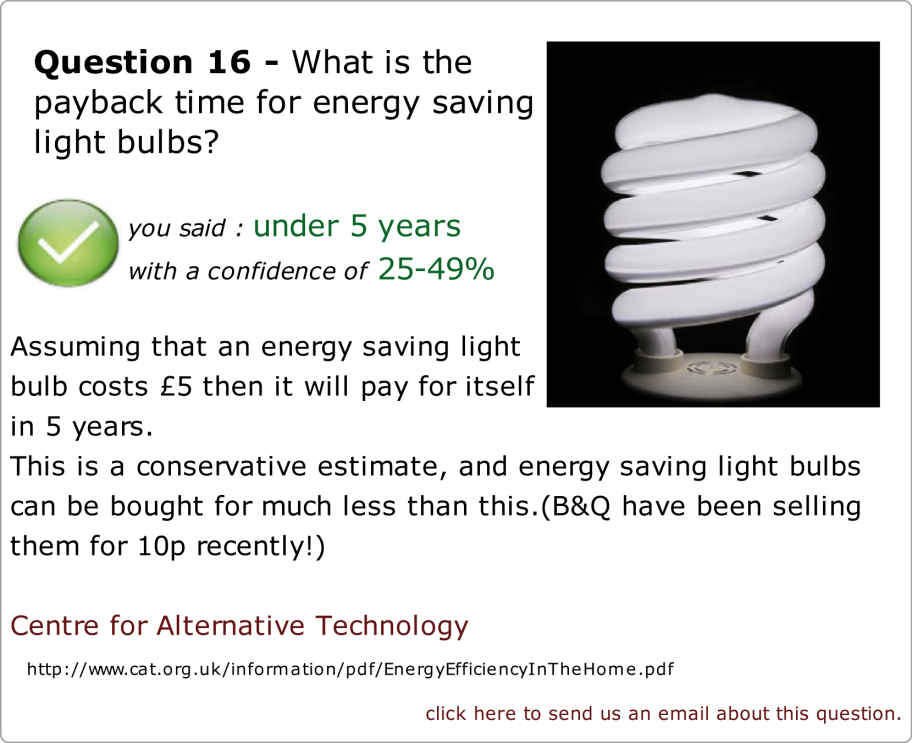 Question 16 - What is the
payback time for energy saving
light bulbs?
you said : under 5 years
with a confidence of 25-49%
Assuming that an energy saving light
bulb costs £5 then it will pay for itself
in 5 years.
This is a conservative estimate, and energy saving light bulbs
can be bought for much less than this.(B&Q have been selling
them for 10p recently!)
Centre for Alternative Technology
http://www.cat.org.uk/information/pdf/EnergyEfficiencyInTheHome.pdf
click here to send us an email about this question.